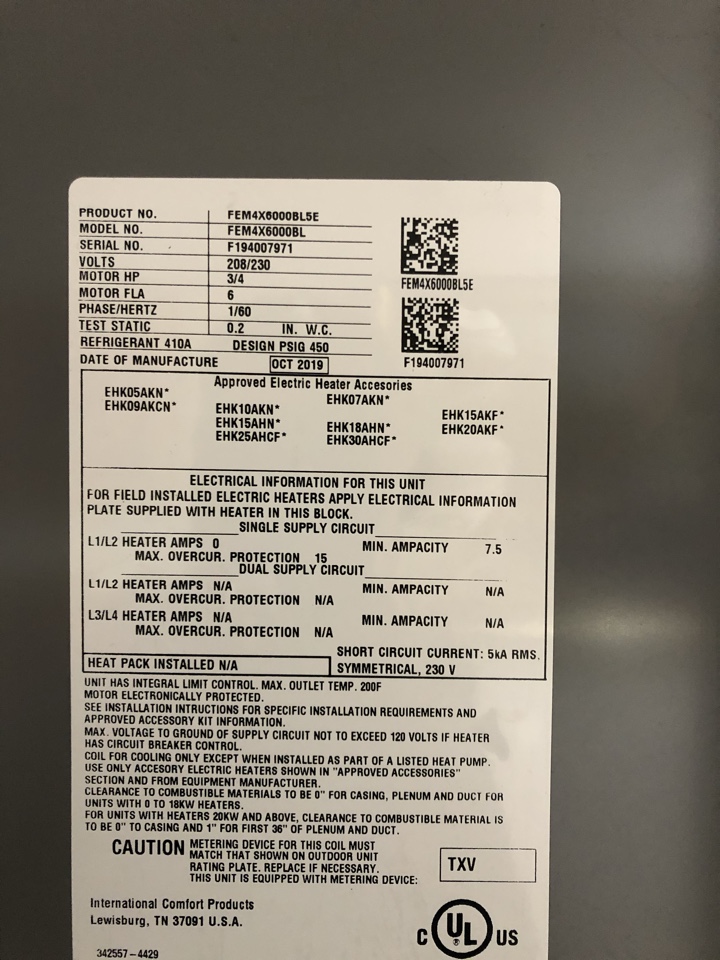 PRODUCT NO. FEM4X6000BL5E
MODEL NO. FEM4X6000BL
SERIAL NO. F194007971
VOLTS 208/230
MOTOR HP 3/4
MOTOR FLA 6
PHASE/HERTZ 1/60
TEST STATIC 0.2 IN. W.C.
REFRIGERANT 410A DESIGN PSIG 450
DATE OF MANUFACTURE OCT 2019
FEM4X6000BL5E
F194007971
Approved Electric Heater Accesories
EHK05AKN* EHK07AKN*
EHK09AKCN* EHK10AKN* EHK15AKF*
EHK15AHN* EHK18AHN* EHK20AKF*
EHK25AHCF* EHK30AHCF*
ELECTRICAL INFORMATION FOR THIS UNIT
FOR FIELD INSTALLED ELECTRIC HEATERS APPLY ELECTRICAL INFORMATION
PLATE SUPPLIED WITH HEATER IN THIS BLOCK.
SINGLE SUPPLY CIRCUIT
L1/L2 HEATER AMPS 0 MIN. AMPACITY 7.5
MAX. OVERCUR. PROTECTION 15
DUAL SUPPLY CIRCUIT
L1/L2 HEATER AMPS N/A MIN. AMPACITY N/A
MAX. OVERCUR. PROTECTION N/A
L3/L4 HEATER AMPS N/A MIN. AMPACITY N/A
MAX. OVERCUR. PROTECTION N/A
SHORT CIRCUIT CURRENT: 5kA RMS,
HEAT PACK INSTALLED N/A SYMMETRICAL, 230 V
UNIT HAS INTEGRAL LIMIT CONTROL. MAX. OUTLET TEMP. 200F
MOTOR ELECTRONICALLY PROTECTED.
SEE INSTALLATION INTRUCTIONS FOR SPECIFIC INSTALLATION REQUIREMENTS AND
APPROVED ACCESSORY KIT INFORMATION.
MAX. VOLTAGE TO GROUND OF SUPPLY CIRCUIT NOT TO EXCEED 120 VOLTS IF HEATER
HAS CIRCUIT BREAKER CONTROL.
COIL FOR COOLING ONLY EXCEPT WHEN INSTALLED AS PART OF A LISTED HEAT PUMP.
USE ONLY ACCESORY ELECTRIC HEATERS SHOWN IN "APPROVED ACCESSORIES"
SECTION AND FROM EQUIPMENT MANUFACTURER.
CLEARANCE TO COMBUSTIBLE MATERIALS TO BE 0" FOR CASING, PLENUM AND DUCT FOR
UNITS WITH 0 TO 18KW HEATERS.
FOR UNITS WITH HEATERS 20KW AND ABOVE, CLEARANCE TO COMBUSTIBLE MATERIAL IS
TO BE 0" TO CASING AND 1" FOR FIRST 36" OF PLENUM AND DUCT.
CAUTION METERING DEVICE FOR THIS COIL MUST
MATCH THAT SHOWN ON OUTDOOR UNIT
RATING PLATE. REPLACE IF NECESSARY.
THIS UNIT IS EQUIPPED WITH METERING DEVICE:
TXV
International Comfort Products
Lewisburg, TN 37091 U.S.A.
C UL ® US
342557-4429